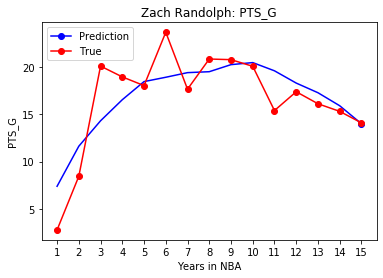 Zach Randolph: PTS_G
Prediction
True
PTS_G
20
15
10
5
1 2 3 4 5 6 7 8 9 10 11 12 13 14 15
Years in NBA